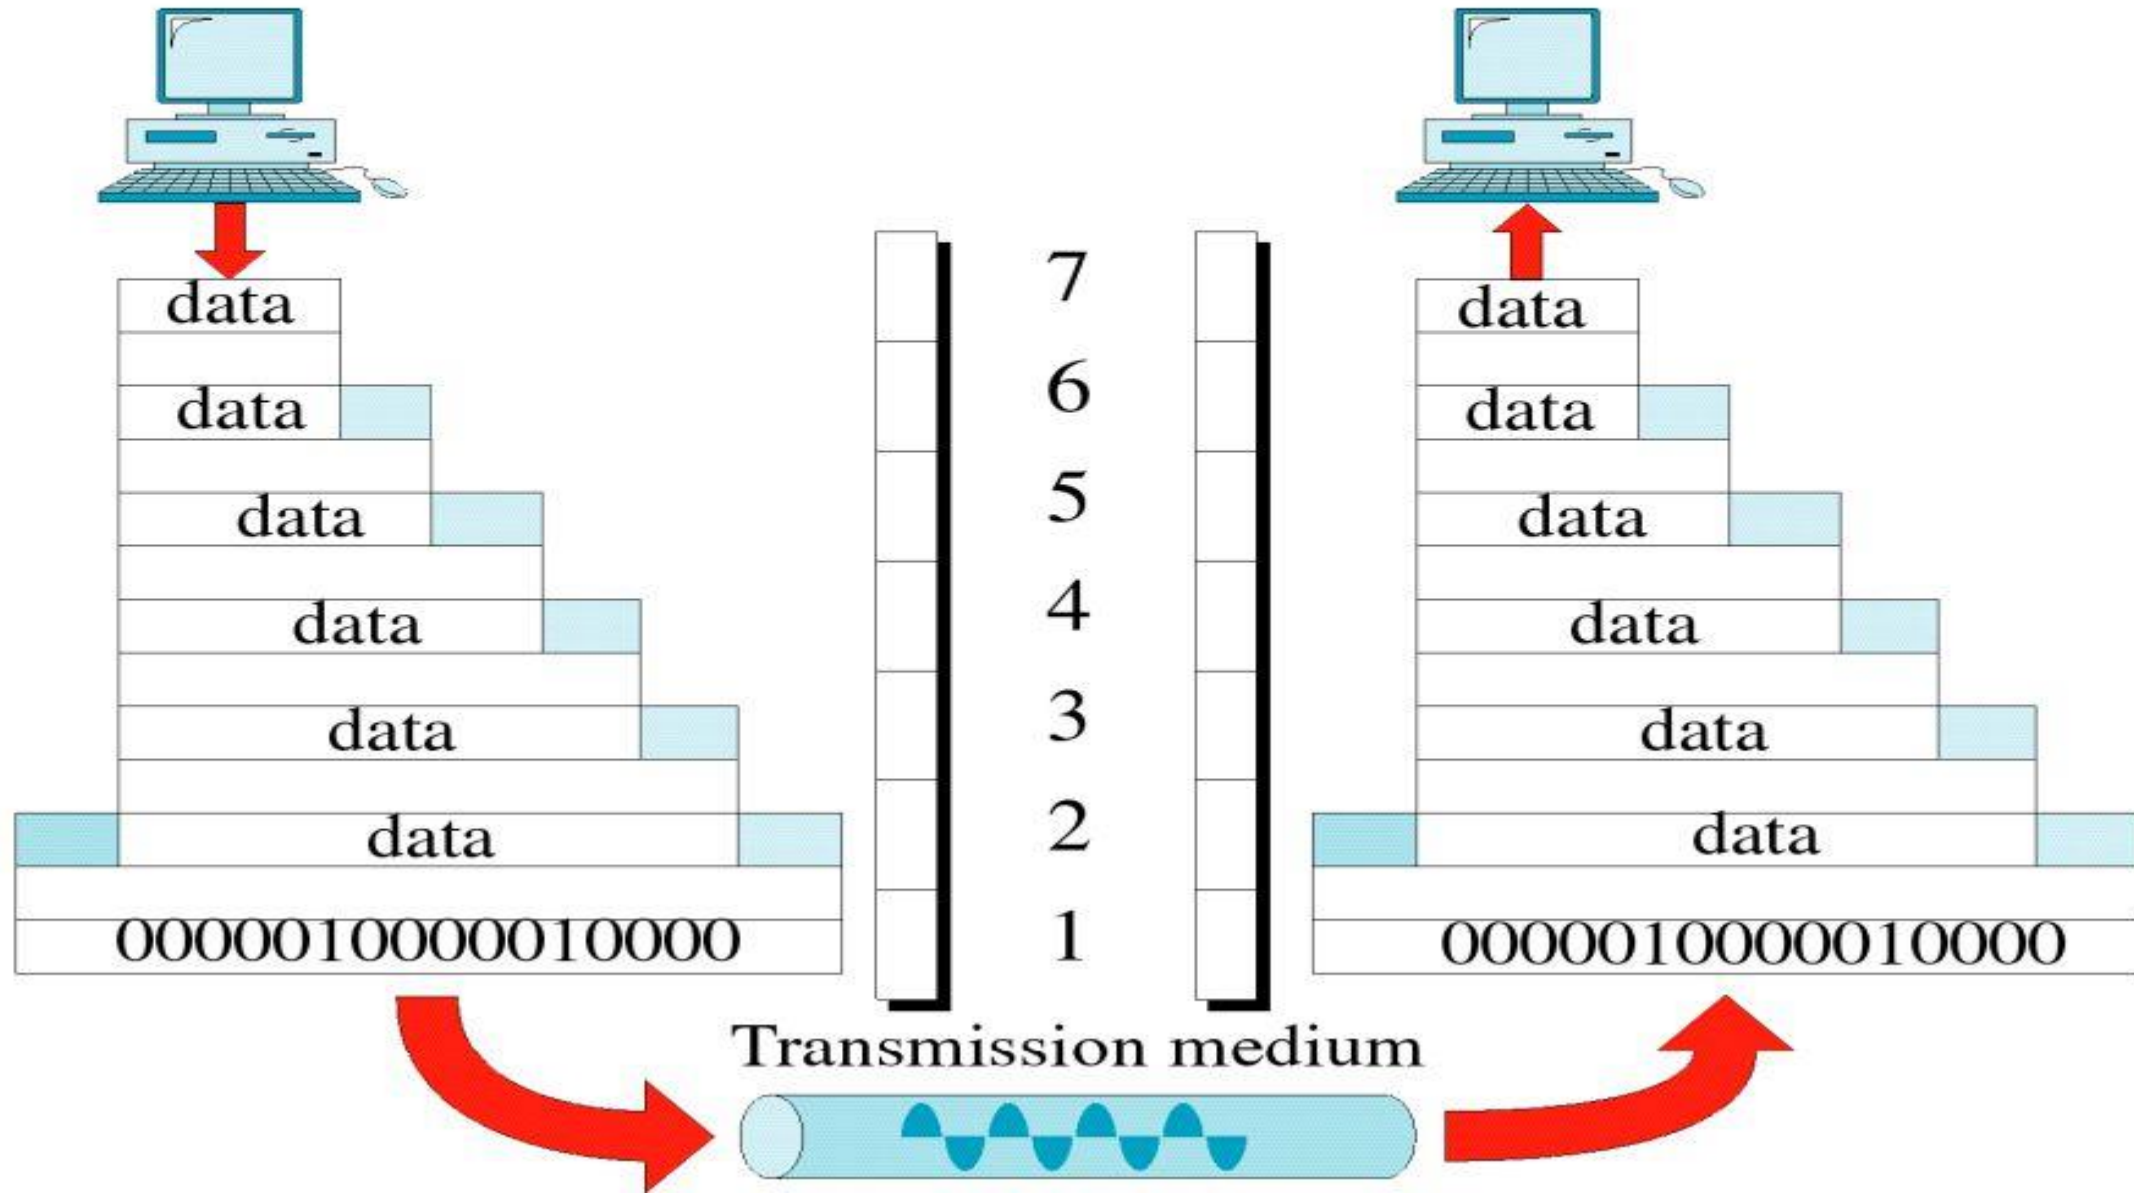 data
data
data
data
data
data
00000100000010000
7
6
5
4
3
2
1
Transmission medium
data
data
data
data
data
data
00000100000010000